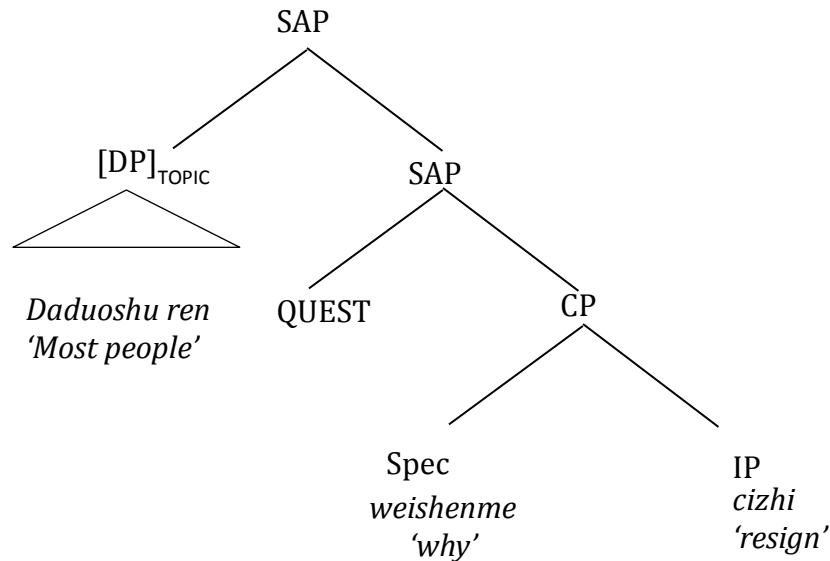 SAP
[DP]TOPIC
SAP
Daduoshu ren
‘Most people’
QUEST
CP
Spec
weishenme
‘why’
IP
cizhi
‘resign’